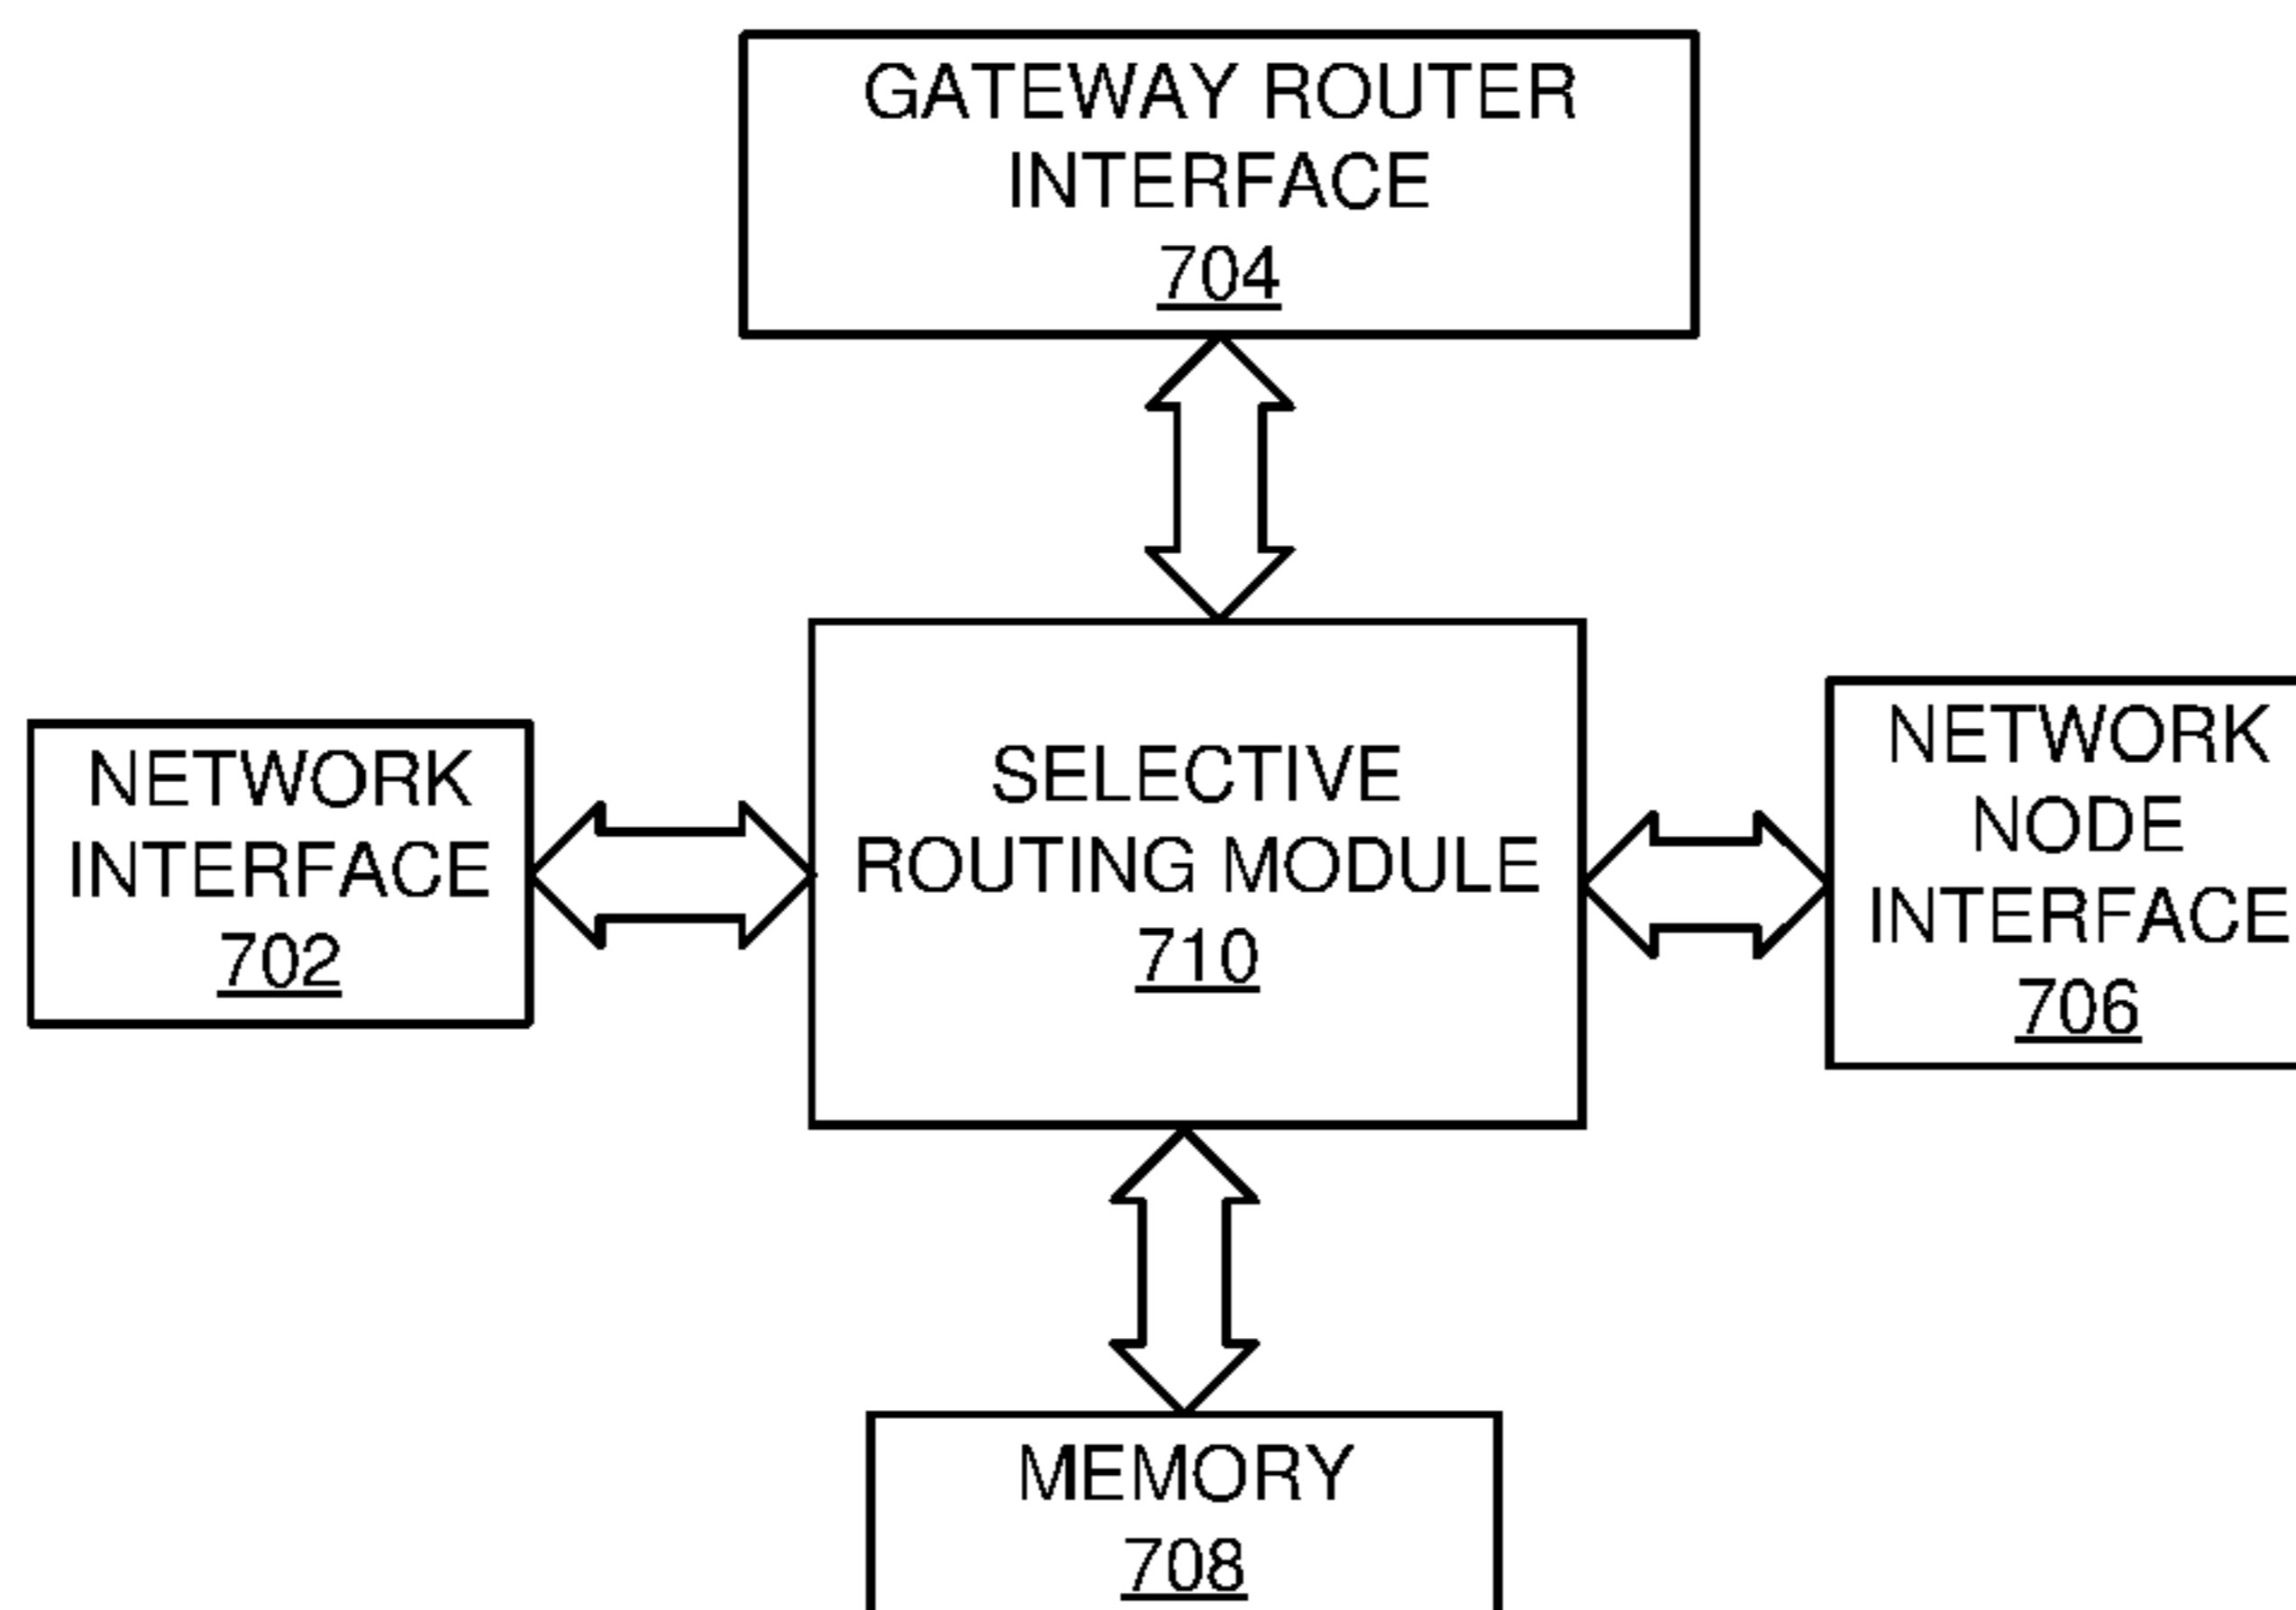 GATEWAY ROUTER
INTERFACE
704
NETWORK
INTERFACE
702
SELECTIVE
ROUTING MODULE
710
NETWORK
NODE
INTERFACE
706
MEMORY
708